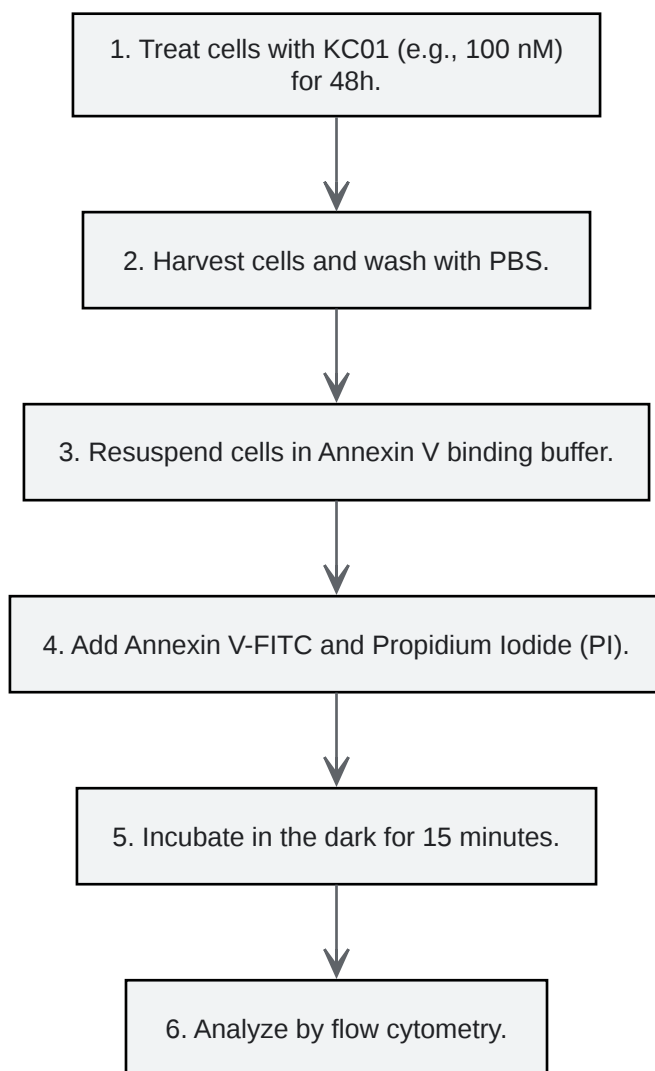 1. Treat cells with KC01 (e.g., 100 nM)
for 48h.
2. Harvest cells and wash with PBS.
3. Resuspend cells in Annexin V binding buffer.
4. Add Annexin V-FITC and Propidium Iodide (PI).
5. Incubate in the dark for 15 minutes.
6. Analyze by flow cytometry.